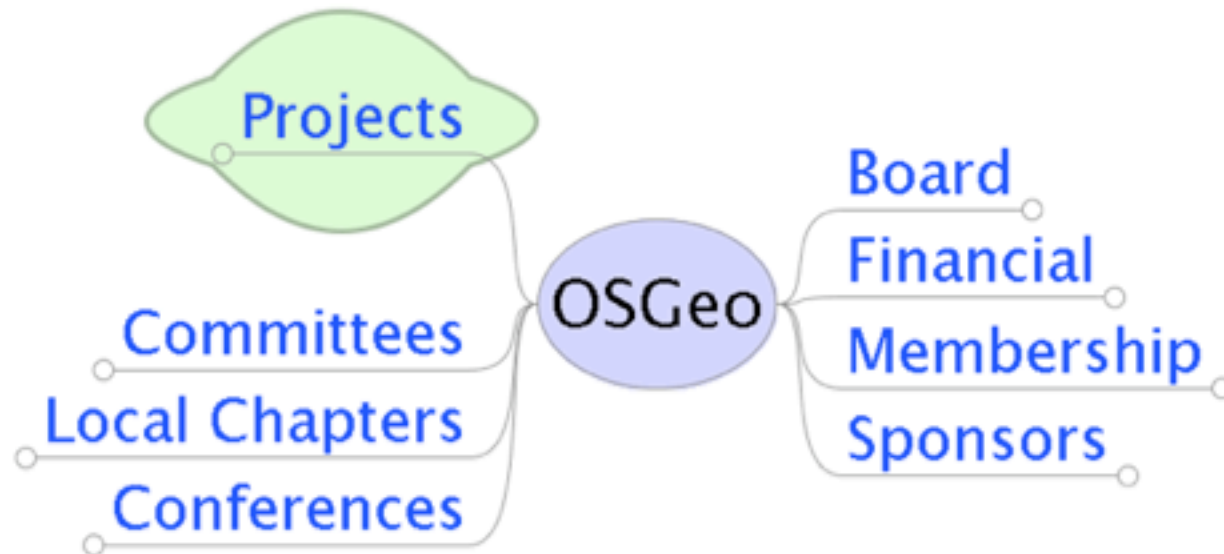 Projects
Committees
Local Chapters
Conferences
OSGeo
Board
Financial
Membership
Sponsors